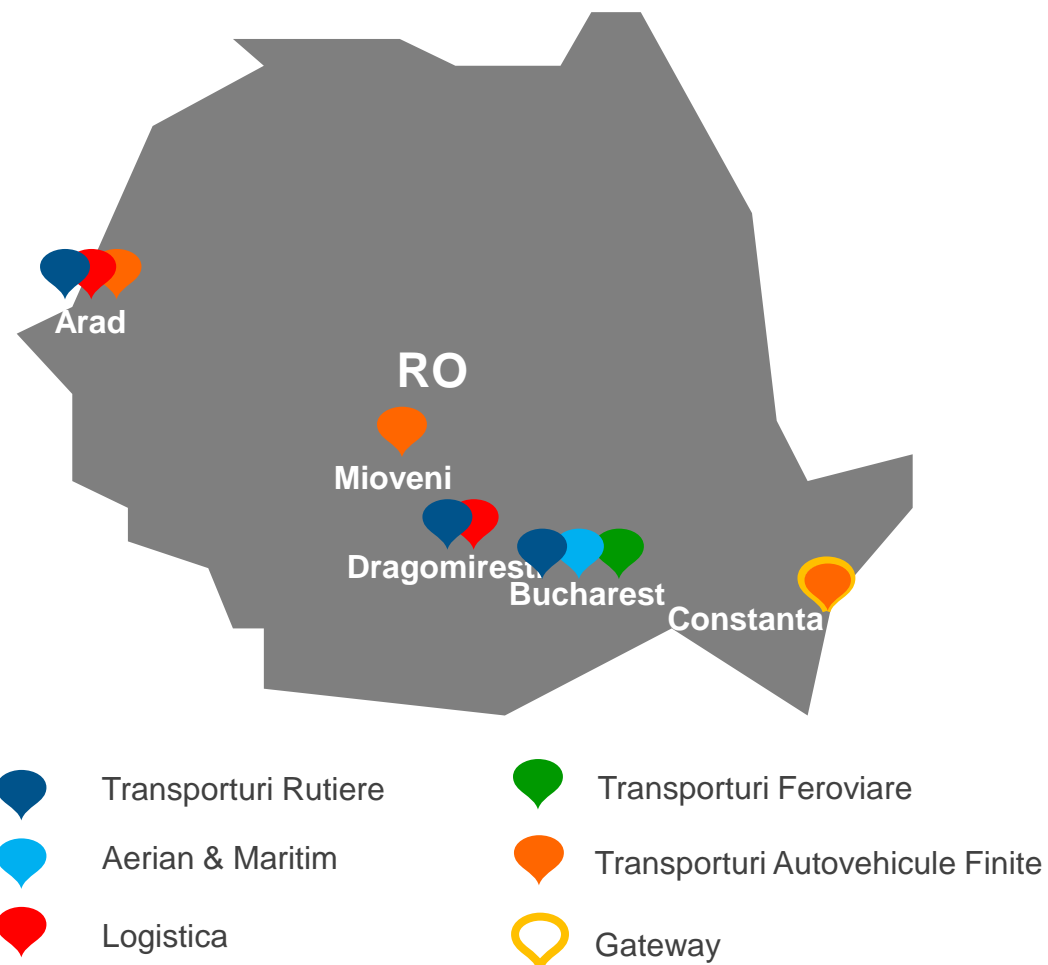 Arad
RO
Mioveni
Dragomiresti
Bucharest
Constanta
Transporturi Rutiere
Transporturi Feroviare
Aerian & Maritim
Transporturi Autovehicule Finite
Logistica
Gateway